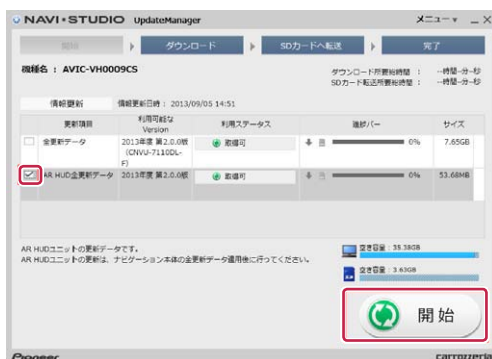 NAVI★STUDIO UpdateManager
メニュー
開始
ダウンロード
SDカードへ転送
完了
機種名 : AVIC-VH0009CS
ダウンロード所要総時間 : --時間-分-秒
SDカード転送所要総時間 : --時間-分-秒
情報更新
情報更新日時 : 2013/09/05 14:51
更新項目
利用可能な
Version
利用ステータス
進捗バー
サイズ
全更新データ
2013年度 第2.0.0版
(CNVU-7110DL-
F)
取得可
0%
7.65GB
AR HUD全更新データ
2013年度 第2.0.0版
取得可
0%
53.68MB
AR HUDユニットの更新データです。
AR HUDユニットの更新は、ナビゲーション本体の全更新データ適用後に行ってください。
空き容量 : 35.38GB
空き容量 : 3.63GB
開始
Pioneer
carrozzeria